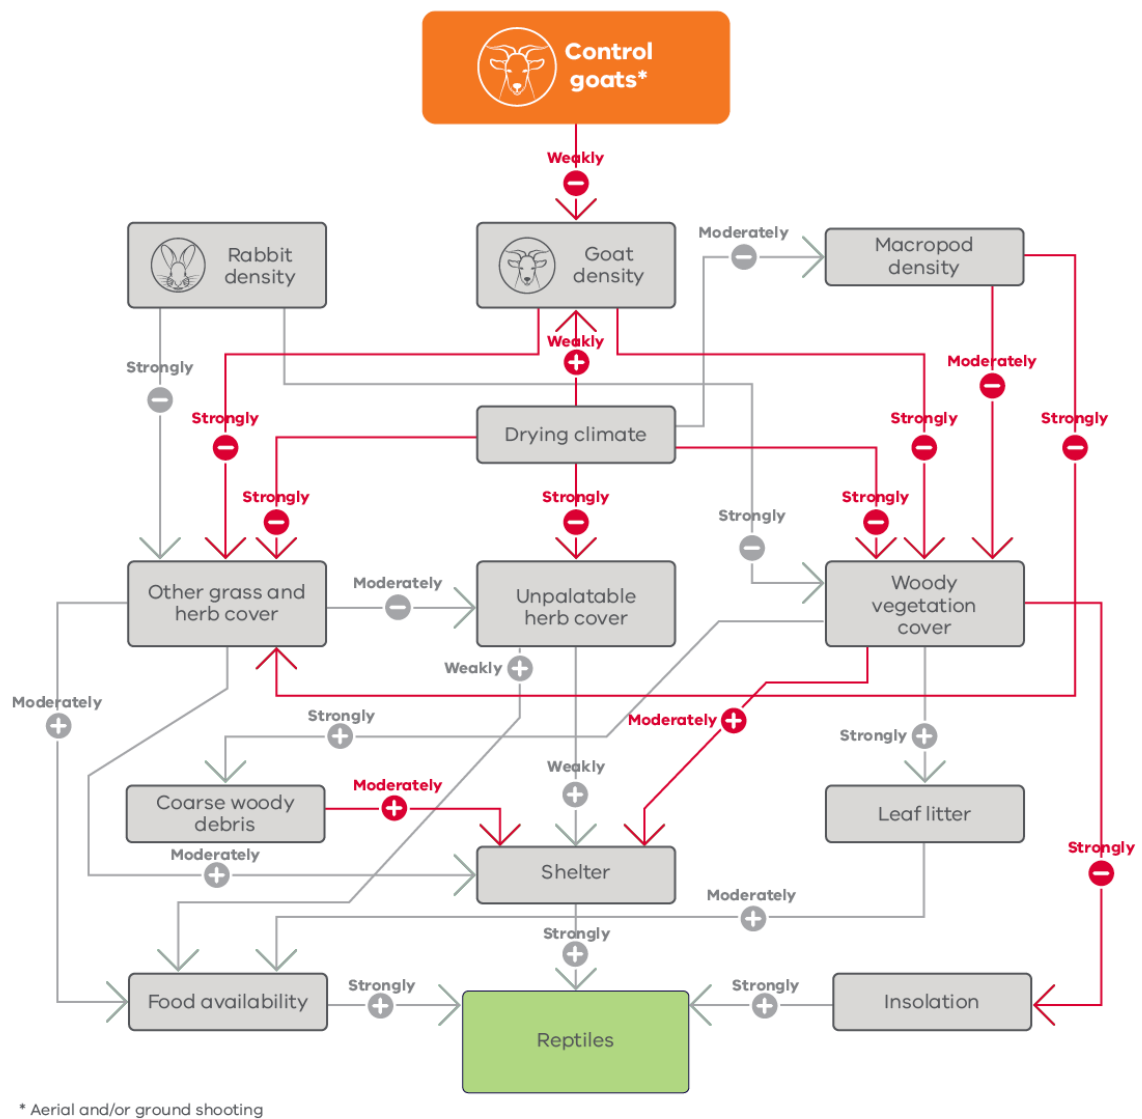 Control
goats*
Weakly
Rabbit
density
Goat
density
Moderately
Macropod
density
Weakly
Strongly
Moderately
Strongly
Strongly
Strongly
Drying climate
Strongly
Strongly
Strongly
Strongly
Other grass and
herb cover
Moderately
Unpalatable
herb cover
Woody
vegetation
cover
Weakly
Moderately
Strongly
Moderately
Strongly
Weakly
Coarse woody
debris
Moderately
Leaf litter
Moderately
Shelter
Strongly
Moderately
Strongly
Food availability
Strongly
Strongly
Insolation
Reptiles
* Aerial and/or ground shooting